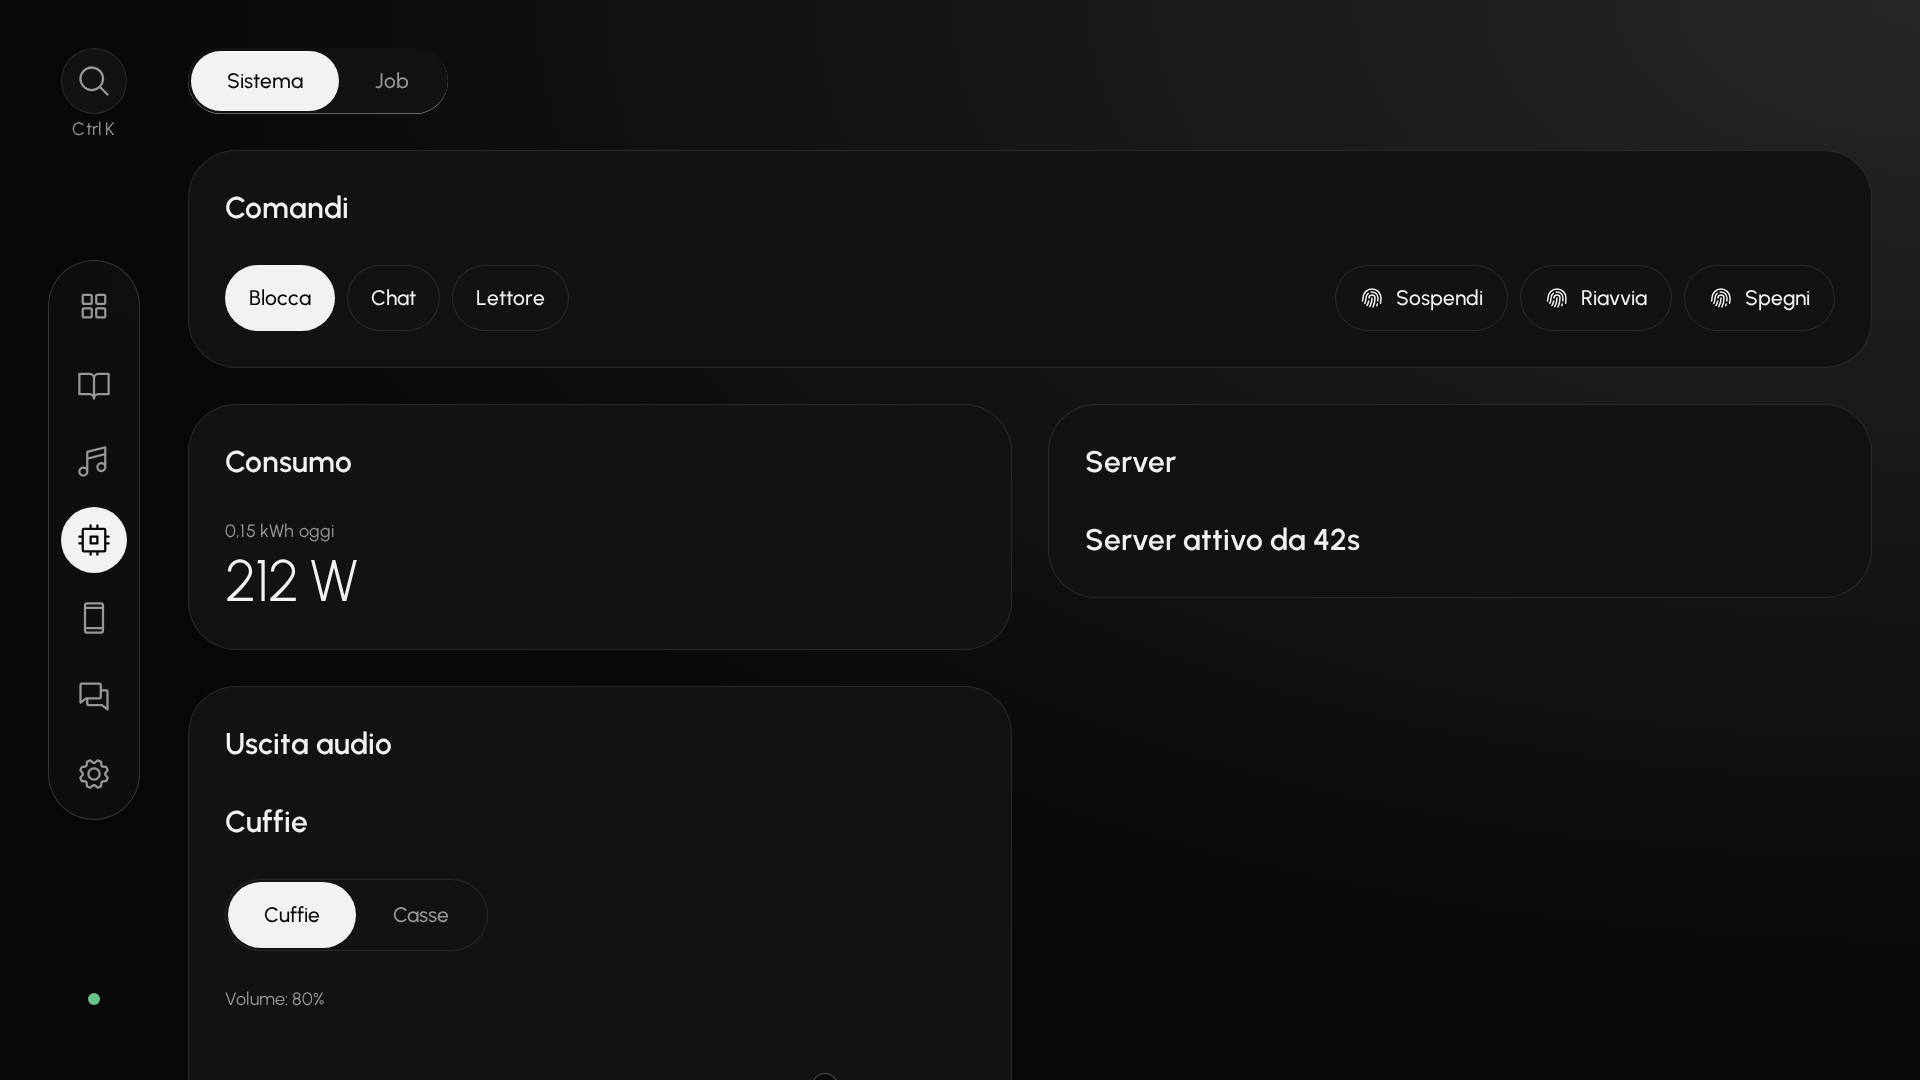 Sistema
Job
Ctrl K
Comandi
Blocca
Chat
Lettore
Sospendi
Riavvia
Spegni
Consumo
0,15 kWh oggi
212 W
Server
Server attivo da 42s
Uscita audio
Cuffie
Cuffie
Casse
Volume: 80%